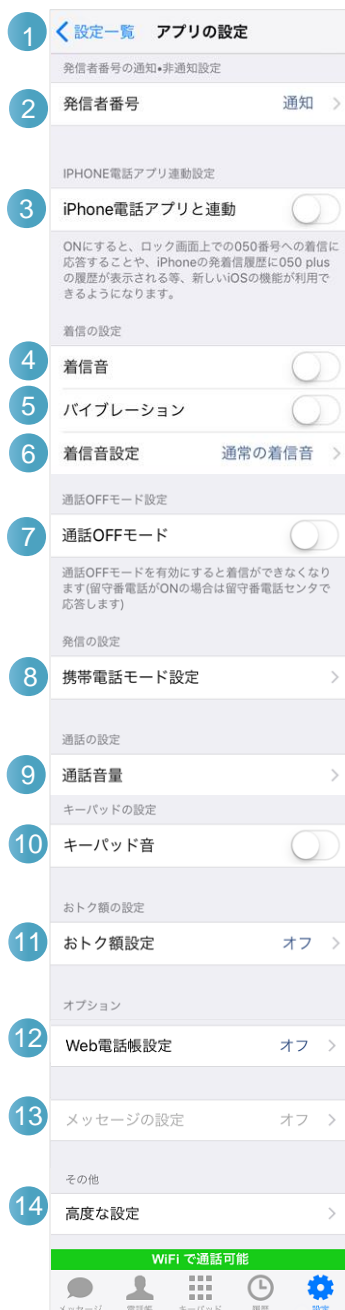 1 設定一覧 アプリの設定
発信者番号の通知•非通知設定
2 発信者番号 通知
IPHONE電話アプリ連動設定
3 iPhone電話アプリと連動
ONにすると、ロック画面上での050番号への着信に
応答することや、iPhoneの発着信履歴に050 plus
の履歴が表示される等、新しいiOSの機能が利用で
きるようになります。
着信の設定
4 着信音
5 バイブレーション
6 着信音設定 通常の着信音
通話OFFモード設定
7 通話OFFモード
通話OFFモードを有効にすると着信ができなくなり
ます(留守番電話がONの場合は留守番電話センタで
応答します)
発信の設定
8 携帯電話モード設定
通話の設定
9 通話音量
キーパッドの設定
10 キーパッド音
おトク額の設定
11 おトク額設定 オフ
オプション
12 Web電話帳設定 オフ
13 メッセージの設定 オフ
その他
14 高度な設定
WiFi で通話可能
メッセージ 電話帳 キーパッド 履歴 設定